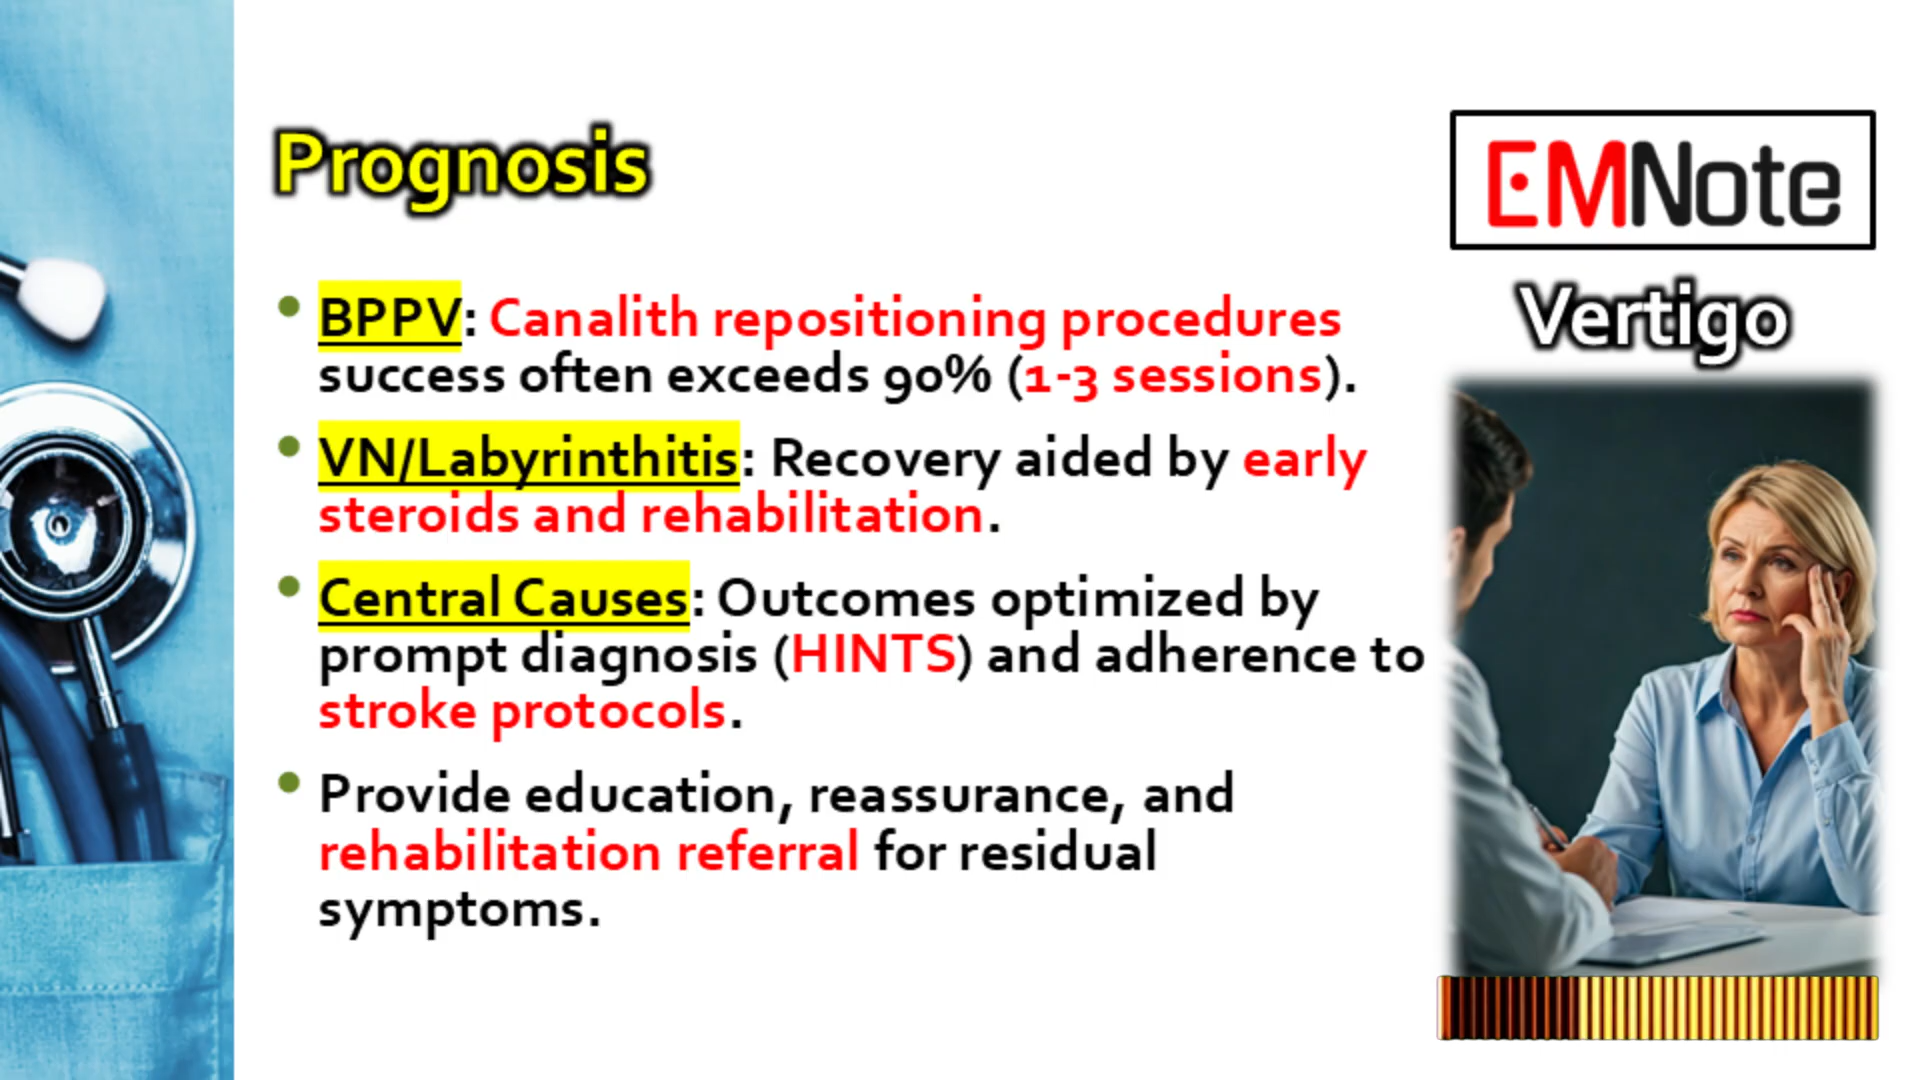 Prognosis
EMNote
Vertigo
• BPPV: Canalith repositioning procedures
success often exceeds 90% (1-3 sessions).
• VN/Labyrinthitis: Recovery aided by early
steroids and rehabilitation.
• Central Causes: Outcomes optimized by
prompt diagnosis (HINTS) and adherence to
stroke protocols.
• Provide education, reassurance, and
rehabilitation referral for residual
symptoms.